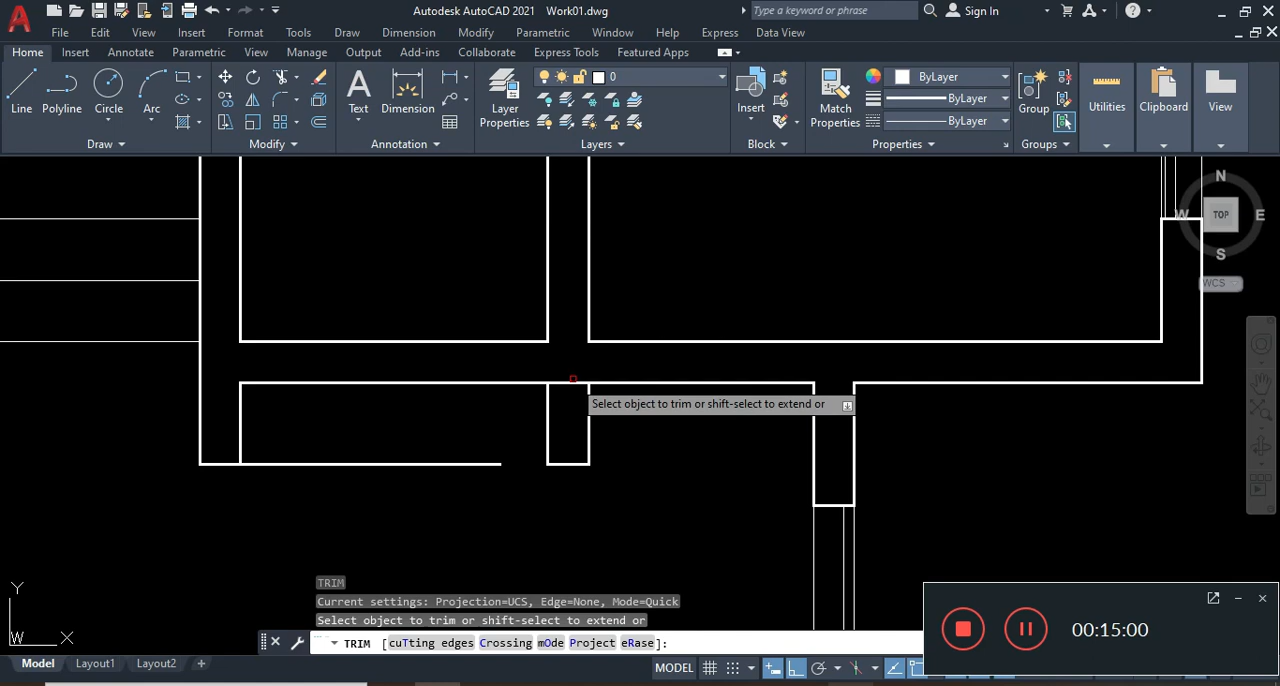 Autodesk AutoCAD 2021 Work01.dwg
Type a keyword or phrase
Sign In
File Edit View Insert Format Tools Draw Dimension Modify Parametric Window Help Express Data View
Home Insert Annotate Parametric View Manage Output Add-ins Collaborate Express Tools Featured Apps
0
ByLayer
ByLayer
ByLayer
Line Polyline Circle Arc
Text Dimension
Layer
Properties
Insert
Match
Properties
Group
Utilities
Clipboard
View
Draw Modify Annotation Layers Block Properties Groups
N
W TOP E
S
WCS
Select object to trim or shift-select to extend or
Y
W X
TRIM
Current settings: Projection=UCS, Edge=None, Mode=Quick
Select object to trim or shift-select to extend or
TRIM [cuTting edges Crossing mOde Project eRase]:
00:15:00
Model Layout1 Layout2 +
MODEL